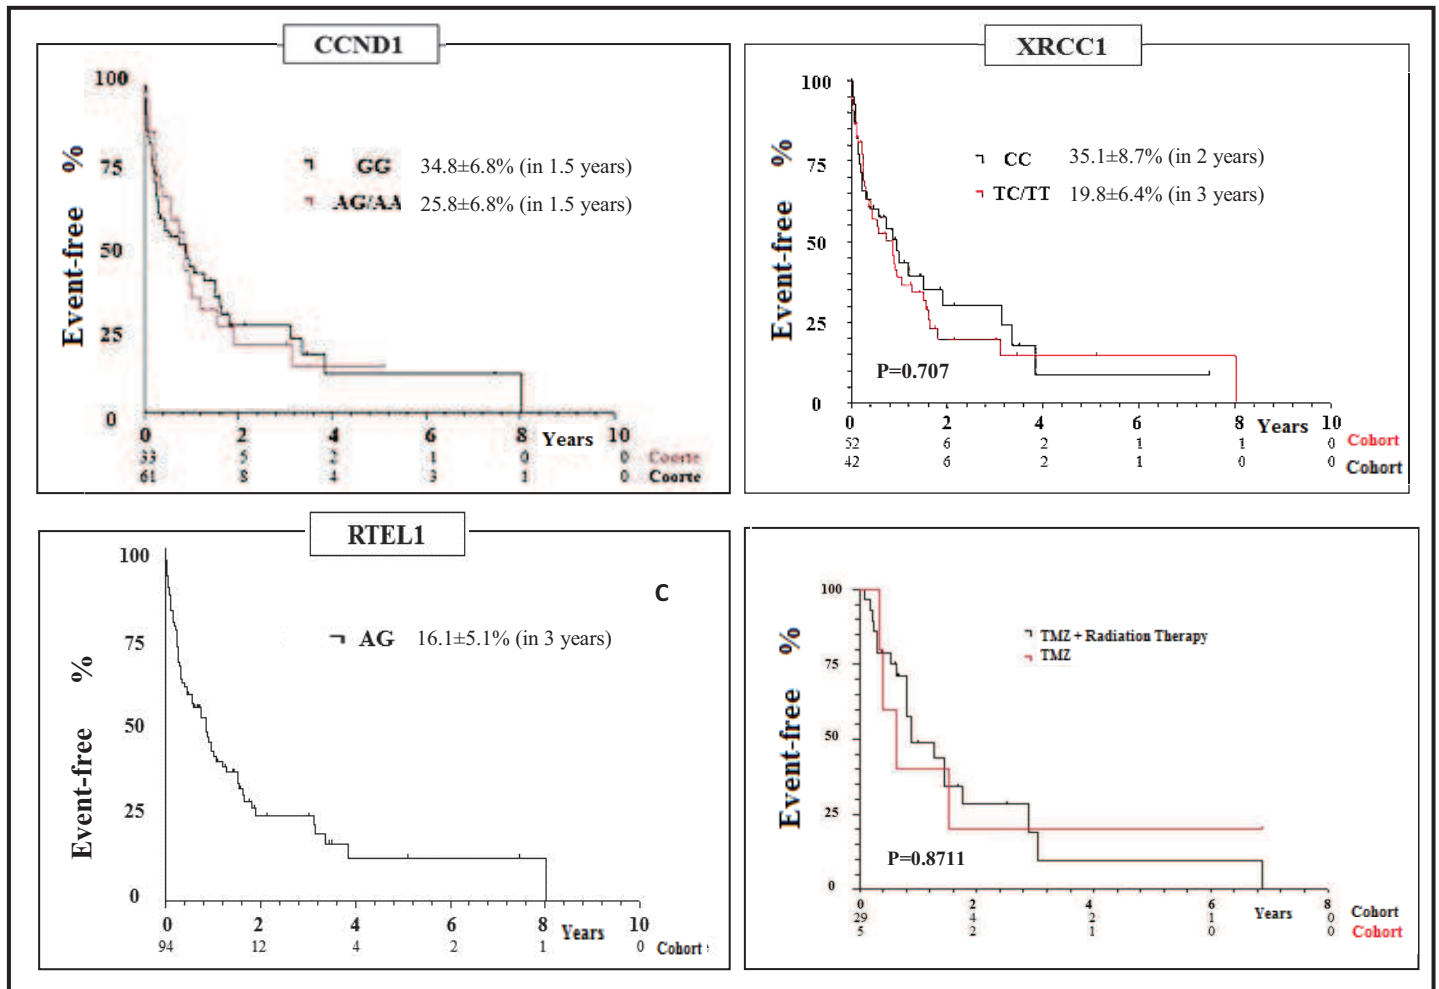 CCND1
100
75
50
25
0
Event-free %
GG 34.8±6.8% (in 1.5 years)
AG/AA 25.8±6.8% (in 1.5 years)
0 2 4 6 8 Years 10
33 5 2 1 0 0 Coorte
61 8 4 3 1 0 Coorte
XRCC1
100
75
50
25
0
Event-free %
CC 35.1±8.7% (in 2 years)
TC/TT 19.8±6.4% (in 3 years)
P=0.707
0 2 4 6 8 Years 10
52 6 2 1 1 0 Cohort
42 6 2 1 0 0 Cohort
RTEL1
C
100
75
50
25
0
Event-free %
AG 16.1±5.1% (in 3 years)
0 2 4 6 8 Years 10
94 12 4 2 1 0 Cohort
100
75
50
25
0
Event-free %
TMZ + Radiation Therapy
TMZ
P=0.8711
0 2 4 6 Years 8
29 4 2 1 0 Cohort
5 2 1 0 0 Cohort